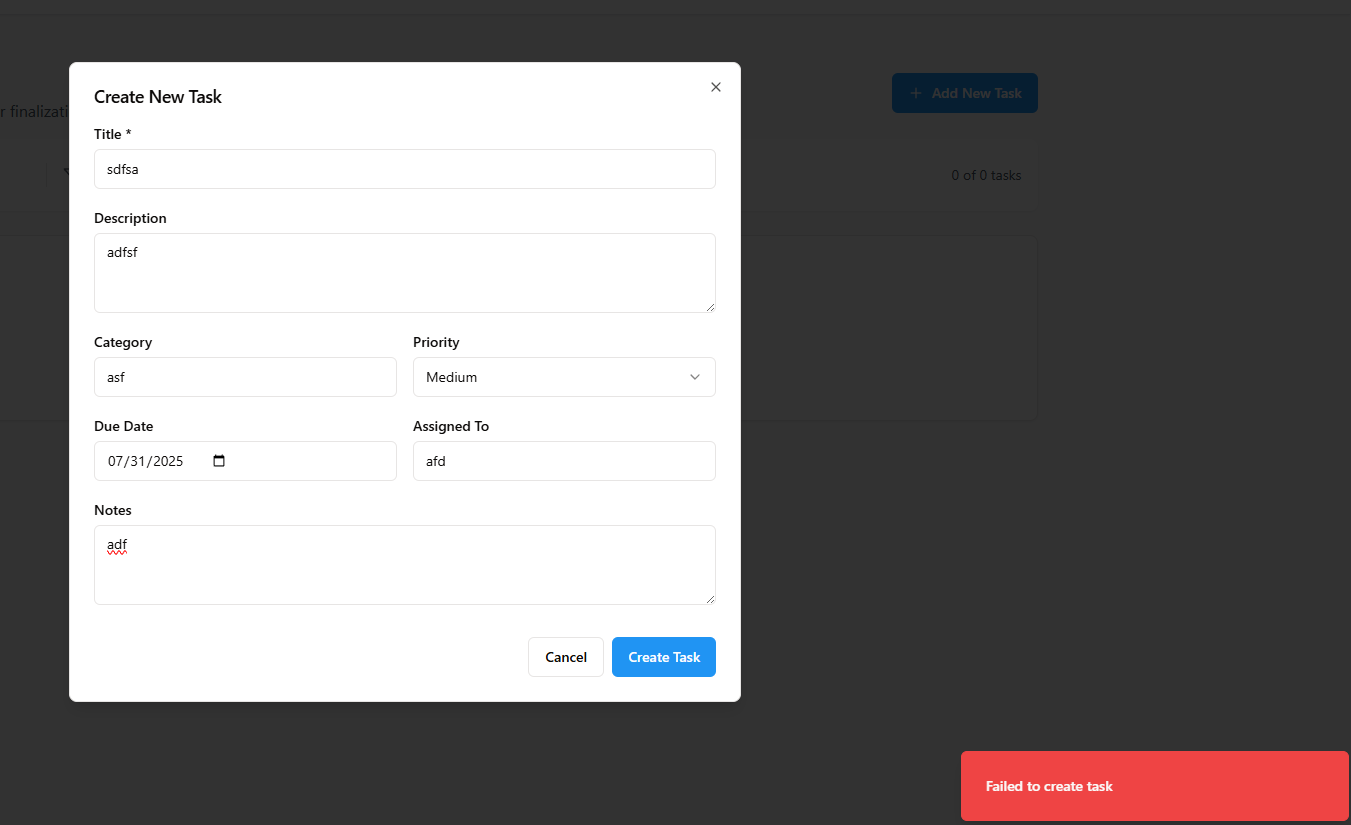 Create New Task
Title *
sdfsa
Description
adfsf
Category
Priority
asf
Medium
Due Date
Assigned To
07/31/2025
afd
Notes
adf
Cancel
Create Task
r finalizati
Add New Task
0 of 0 tasks
Failed to create task